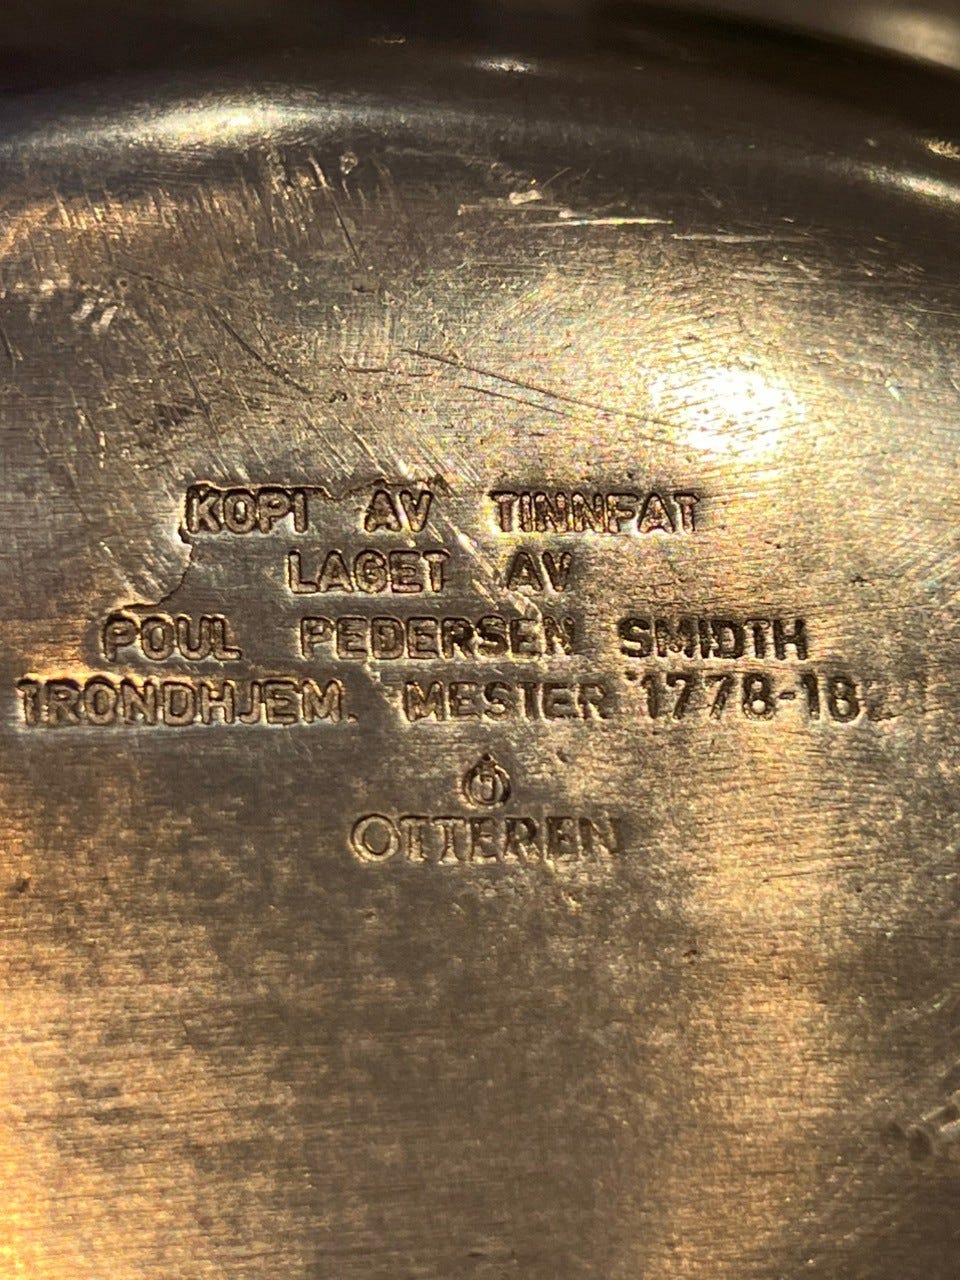 KOPI AV TINNFAT
LAGET AV
POUL PEDERSEN SMIDTH
TRONDHJEM. MESTER
OTTEREN